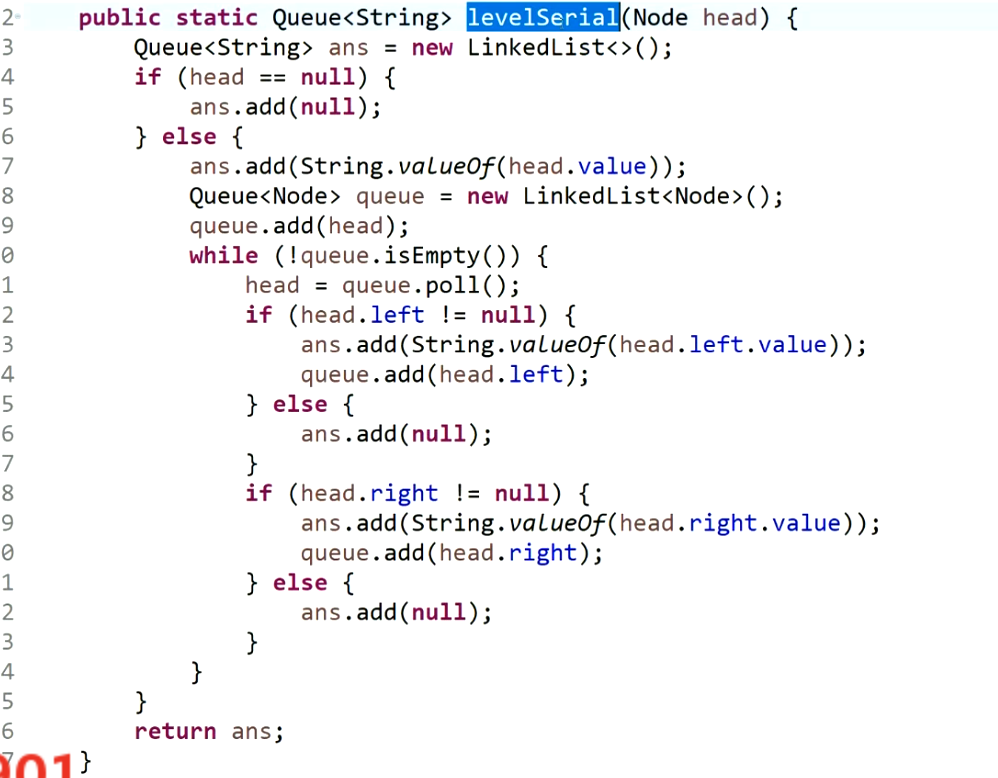 2 public static Queue<String> levelSerial(Node head) {
3 Queue<String> ans = new LinkedList<>();
4 if (head == null) {
5 ans.add(null);
6 } else {
7 ans.add(String.valueOf(head.value));
8 Queue<Node> queue = new LinkedList<Node>();
9 queue.add(head);
0 while (!queue.isEmpty()) {
1 head = queue.poll();
2 if (head.left != null) {
3 ans.add(String.valueOf(head.left.value));
4 queue.add(head.left);
5 } else {
6 ans.add(null);
7 }
8 if (head.right != null) {
9 ans.add(String.valueOf(head.right.value));
0 queue.add(head.right);
1 } else {
2 ans.add(null);
3 }
4 }
5 }
6 return ans;
7 }
901